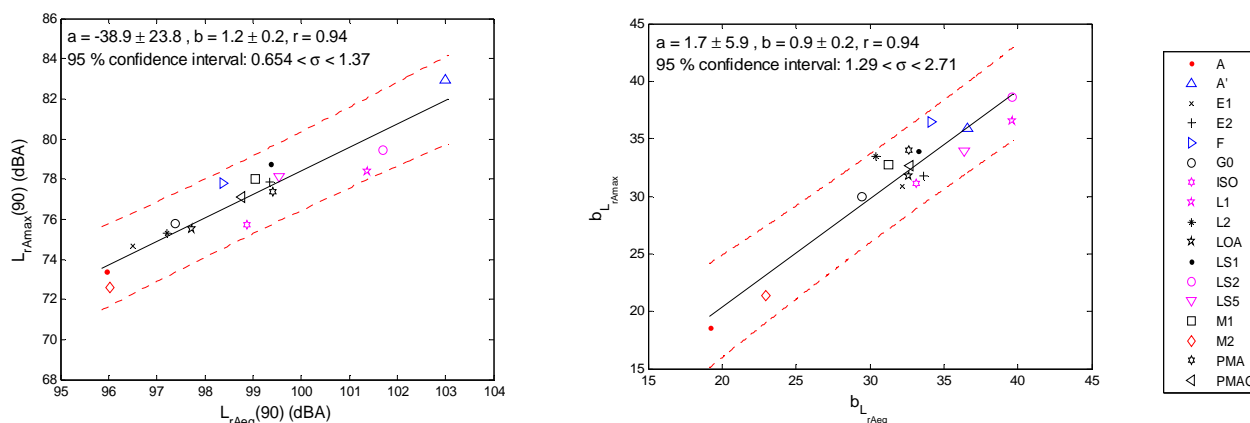 a = -38.9 ± 23.8, b = 1.2 ± 0.2, r = 0.94
95 % confidence interval: 0.654 < σ < 1.37
84
82
80
78
76
74
72
70
68
L_rAmax(90) (dBA)
95 96 97 98 99 100 101 102 103 104
L_rAeq(90) (dBA)
a = 1.7 ± 5.9, b = 0.9 ± 0.2, r = 0.94
95 % confidence interval: 1.29 < σ < 2.71
45
40
35
30
25
20
15
b_L_rAmax
15 20 25 30 35 40 45
b_L_rAeq
A
A'
E1
E2
F
G0
ISO
L1
L2
LOA
LS1
LS2
LS5
M1
M2
PMA